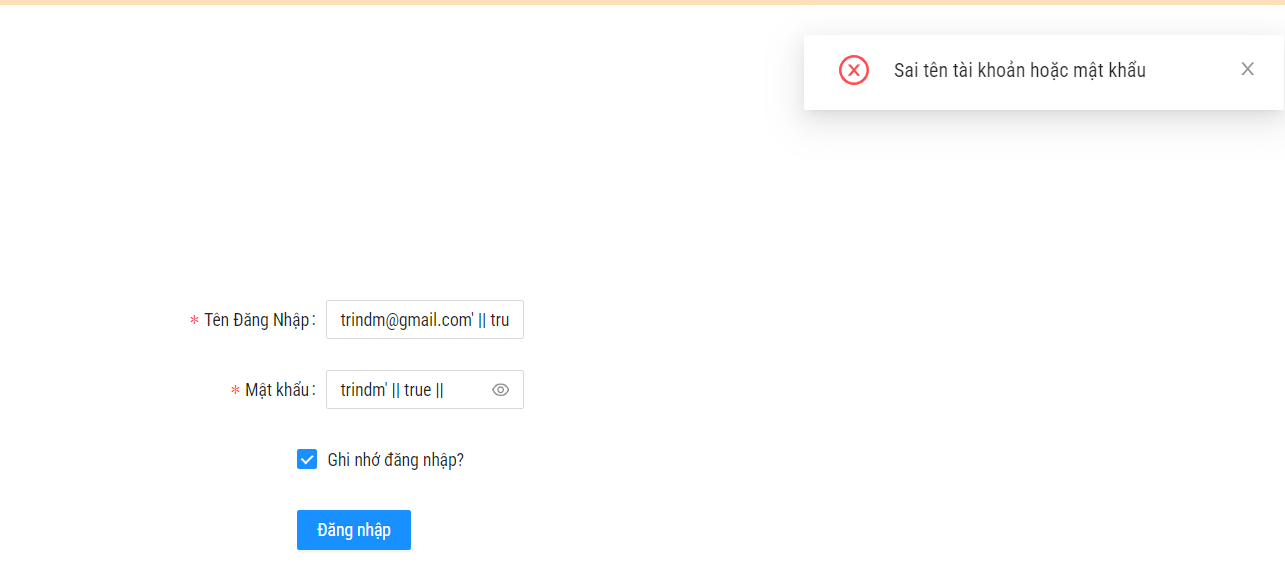 Sai tên tài khoản hoặc mật khẩu
* Tên Đăng Nhập: trindm@gmail.com' || tru
* Mật khẩu: trindm' || true ||
Ghi nhớ đăng nhập?
Đăng nhập